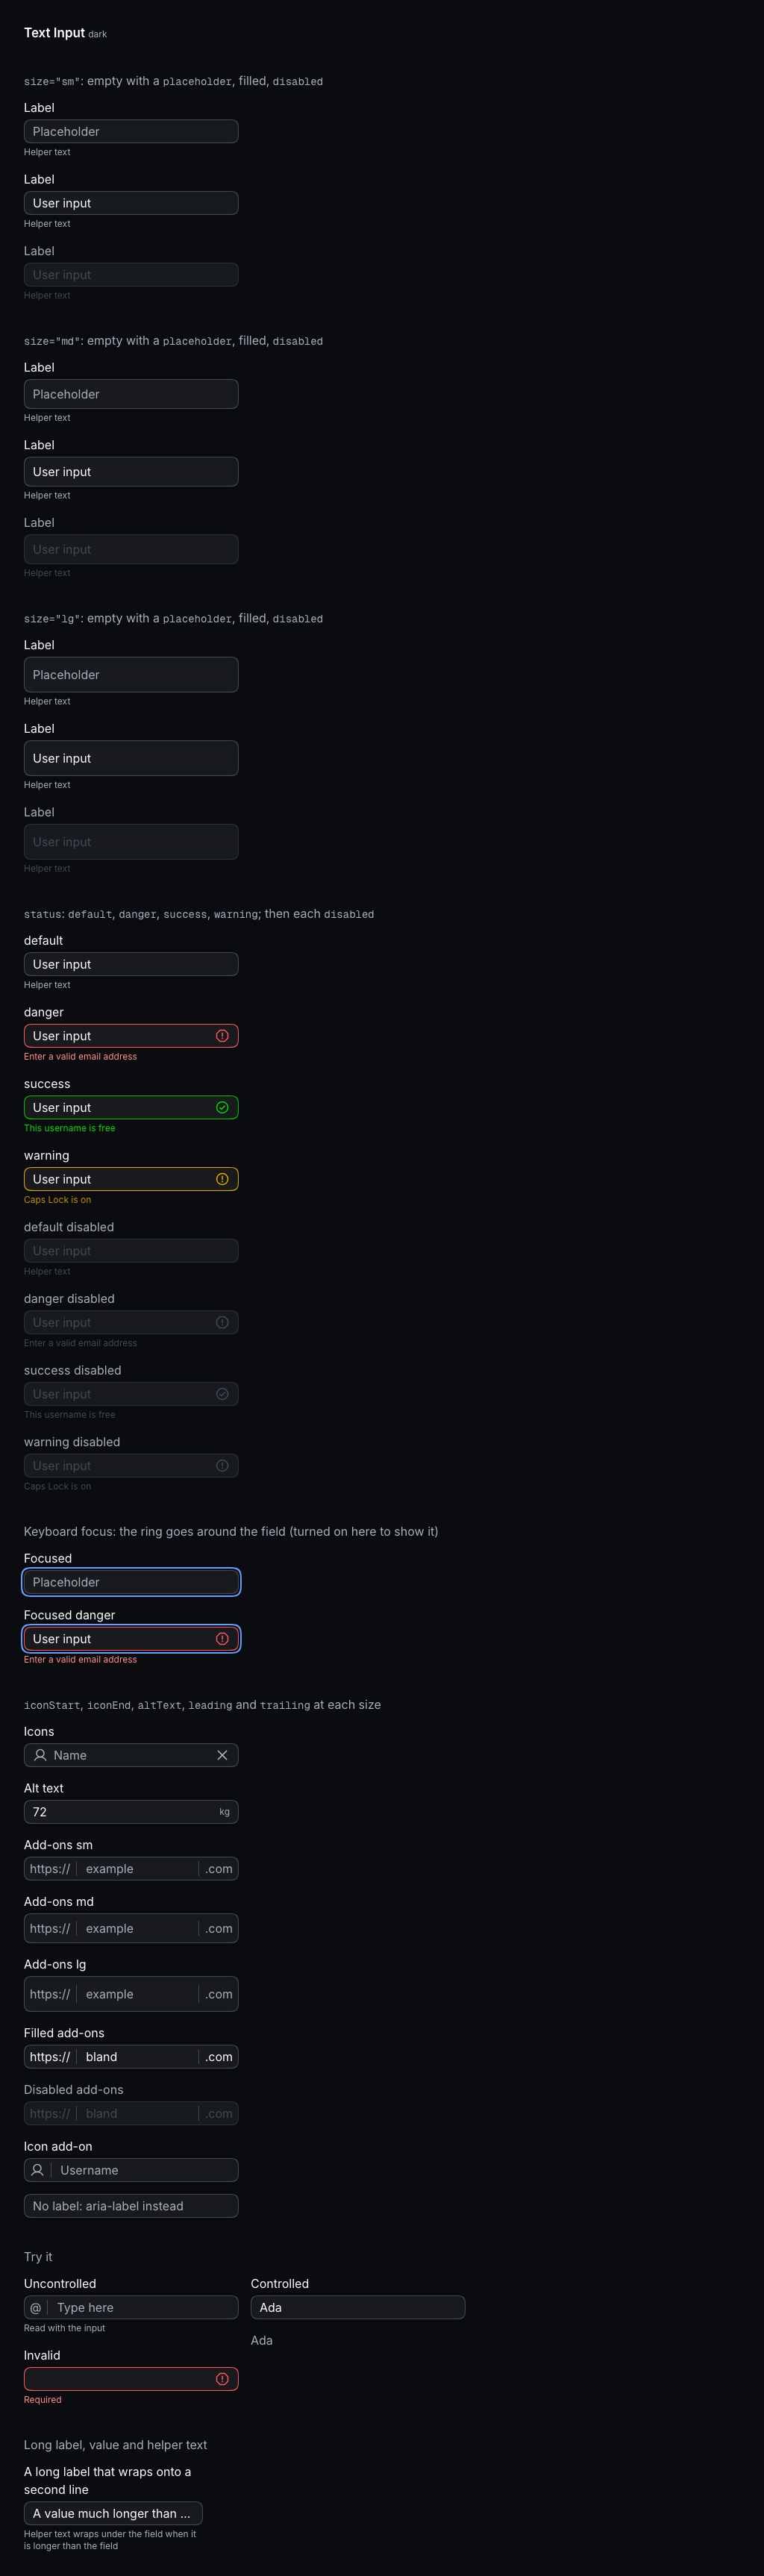 Text Input dark
size="sm": empty with a placeholder, filled, disabled
Label
Placeholder
Helper text
Label
User input
Helper text
Label
User input
Helper text
size="md": empty with a placeholder, filled, disabled
Label
Placeholder
Helper text
Label
User input
Helper text
Label
User input
Helper text
size="lg": empty with a placeholder, filled, disabled
Label
Placeholder
Helper text
Label
User input
Helper text
Label
User input
Helper text
status: default, danger, success, warning; then each disabled
default
User input
Helper text
danger
User input
Enter a valid email address
success
User input
This username is free
warning
User input
Caps Lock is on
default disabled
User input
Helper text
danger disabled
User input
Enter a valid email address
success disabled
User input
This username is free
warning disabled
User input
Caps Lock is on
Keyboard focus: the ring goes around the field (turned on here to show it)
Focused
Placeholder
Focused danger
User input
Enter a valid email address
iconStart, iconEnd, altText, leading and trailing at each size
Icons
Name
Alt text
72 kg
Add-ons sm
https:// example .com
Add-ons md
https:// example .com
Add-ons lg
https:// example .com
Filled add-ons
https:// bland .com
Disabled add-ons
https:// bland .com
Icon add-on
Username
No label: aria-label instead
Try it
Uncontrolled
@ Type here
Read with the input
Invalid
Required
Controlled
Ada
Ada
Long label, value and helper text
A long label that wraps onto a
second line
A value much longer than ...
Helper text wraps under the field when it
is longer than the field